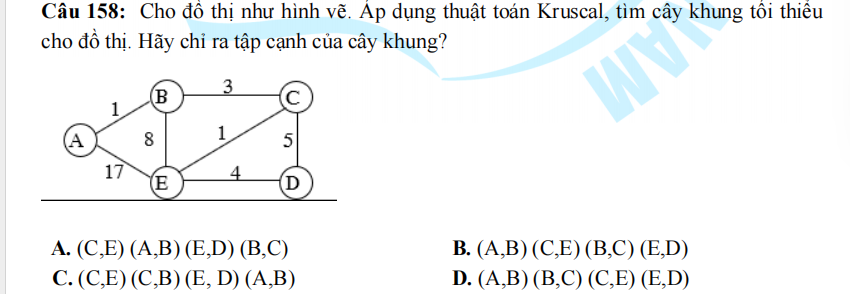 Câu 158: Cho đồ thị như hình vẽ. Áp dụng thuật toán Kruscal, tìm cây khung tối thiểu
cho đồ thị. Hãy chỉ ra tập cạnh của cây khung?
NAM
B 3 C
1
A 8 1 5
17
E 4 D
A. (C,E) (A,B) (E,D) (B,C) B. (A,B) (C,E) (B,C) (E,D)
C. (C,E) (C,B) (E, D) (A,B) D. (A,B) (B,C) (C,E) (E,D)